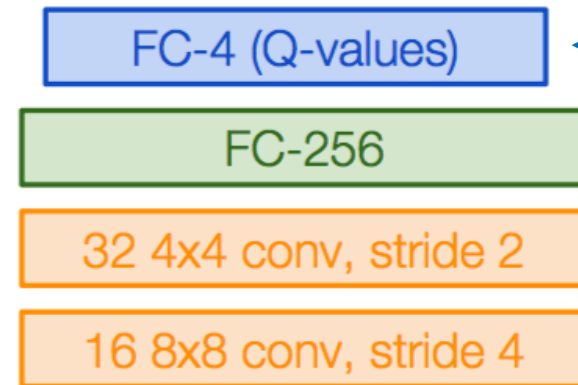 FC-4 (Q-values)
FC-256
32 4x4 conv, stride 2
16 8x8 conv, stride 4